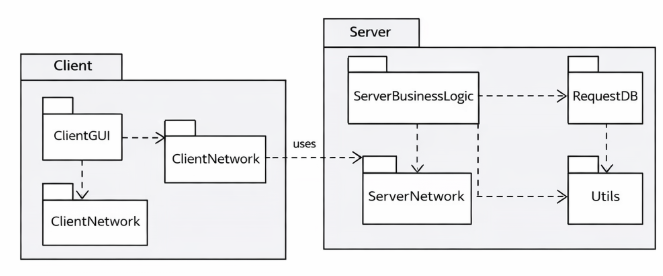 Server
Client
ServerBusinessLogic
RequestDB
ClientGUI
uses
ClientNetwork
ServerNetwork
Utils
ClientNetwork